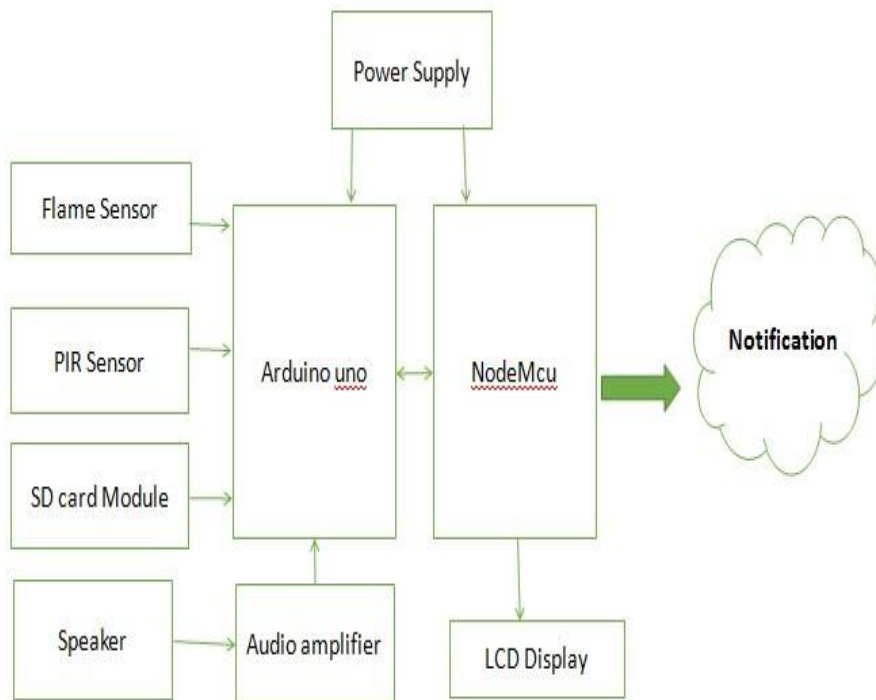 Power Supply
Flame Sensor
PIR Sensor
Arduino uno
NodeMcu
Notification
SD card Module
Speaker
Audio amplifier
LCD Display